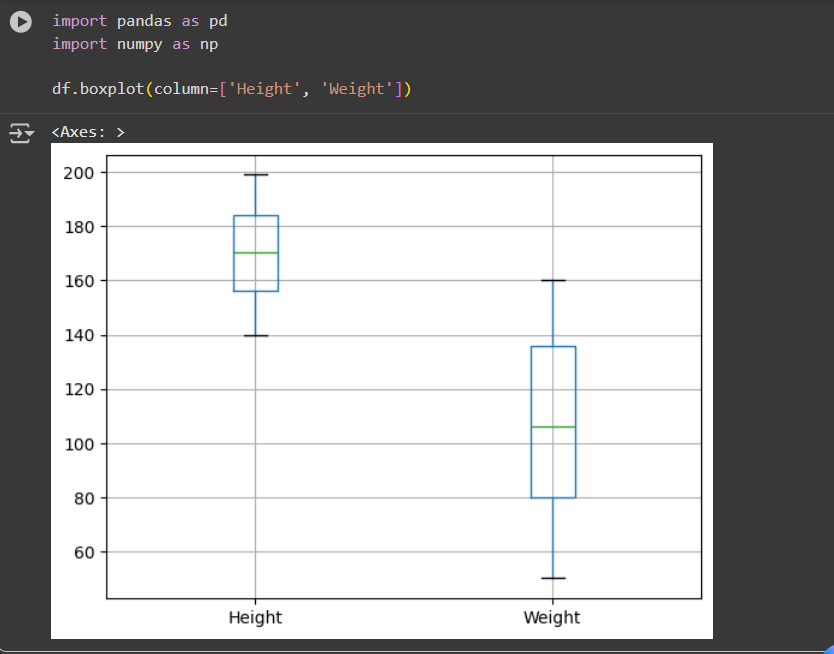 import pandas as pd
import numpy as np
df.boxplot(column=['Height', 'Weight'])
<Axes: >
200
180
160
140
120
100
80
60
Height Weight